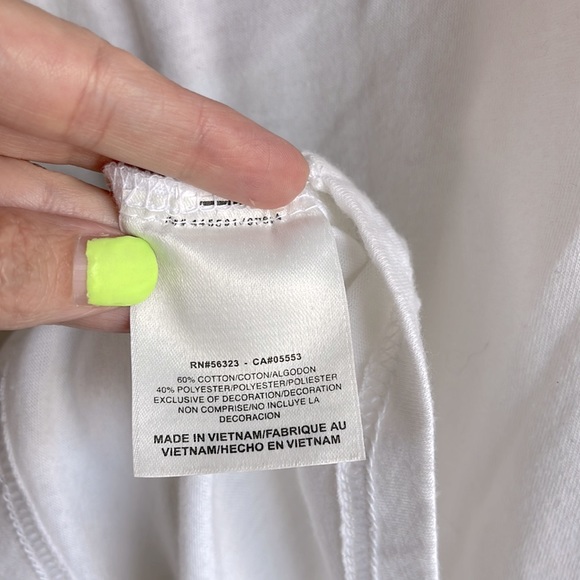 RN#56323 - CA#05553
60% COTTON/COTON/ALGODON
40% POLYESTER/POLYESTER/POLIESTER
EXCLUSIVE OF DECORATION/DECORATION
NON COMPRISE/NO INCLUYE LA
DECORACION
MADE IN VIETNAM/FABRIQUE AU
VIETNAM/HECHO EN VIETNAM